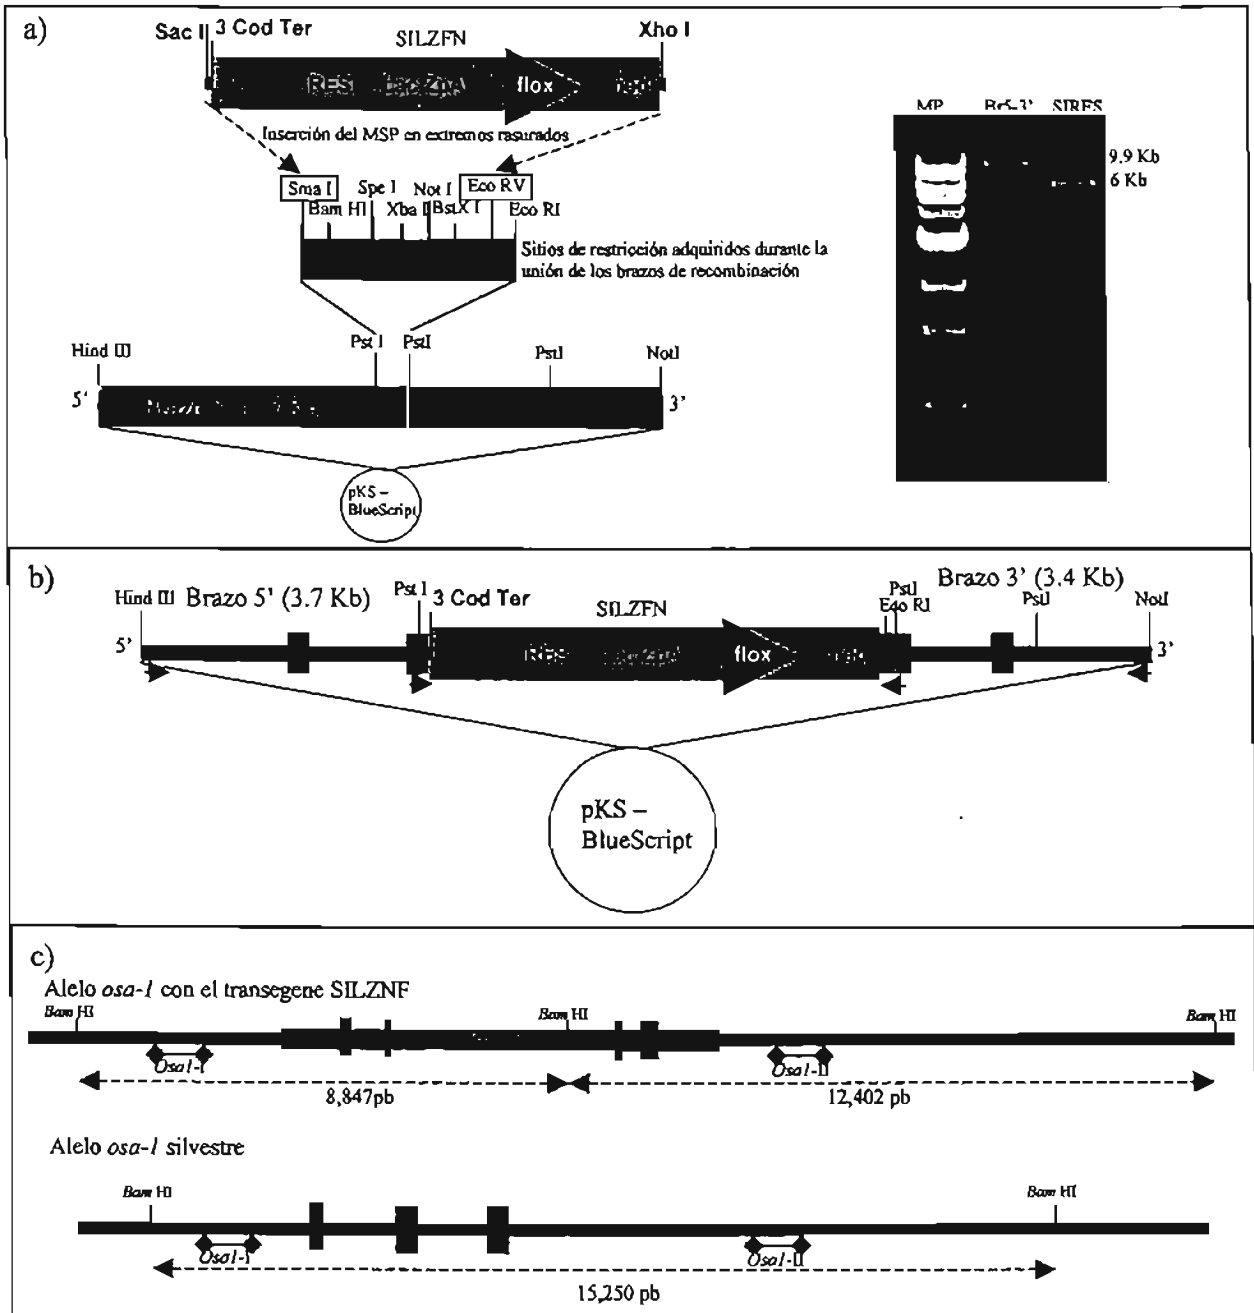 a)
Sac I 3 Cod Ter
SILZFN
Xho I
flox
Inserción del MSP en extremos rasurados
Sma I
Spe I
Not I
Eco RV
Bam HI
Xba I
BstX I
Eco RI
Sitios de restricción adquiridos durante la
unión de los brazos de recombinación
Hind III
Pst I
PstI
PstI
NotI
5'
3'
pKS –
BlueScript
MP
Br5-3'
SIRES
9.9 Kb
6 Kb
b)
Hind III
Brazo 5' (3.7 Kb)
Pst I
3 Cod Ter
SILZFN
PstI
Eco RI
Brazo 3' (3.4 Kb)
PstI
NotI
5'
flox
3'
pKS –
BlueScript
c)
Alelo osa-1 con el transegene SILZNF
Bam HI
Bam HI
Bam HI
Osa1-I
Osa1-II
8,847pb
12,402 pb
Alelo osa-1 silvestre
Bam HI
Bam HI
Osa1-I
Osa1-II
15,250 pb